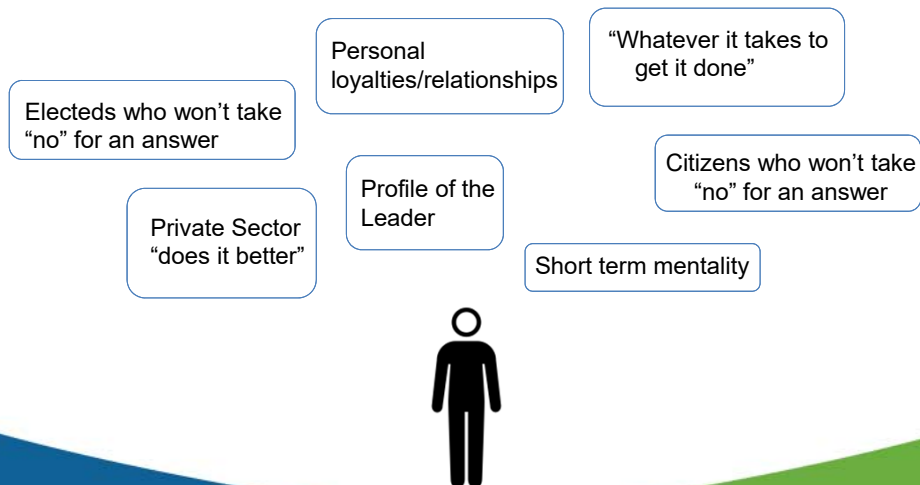 Personal
loyalties/relationships
“Whatever it takes to
get it done”
Electeds who won’t take
“no” for an answer
Citizens who won’t take
“no” for an answer
Profile of the
Leader
Private Sector
“does it better”
Short term mentality